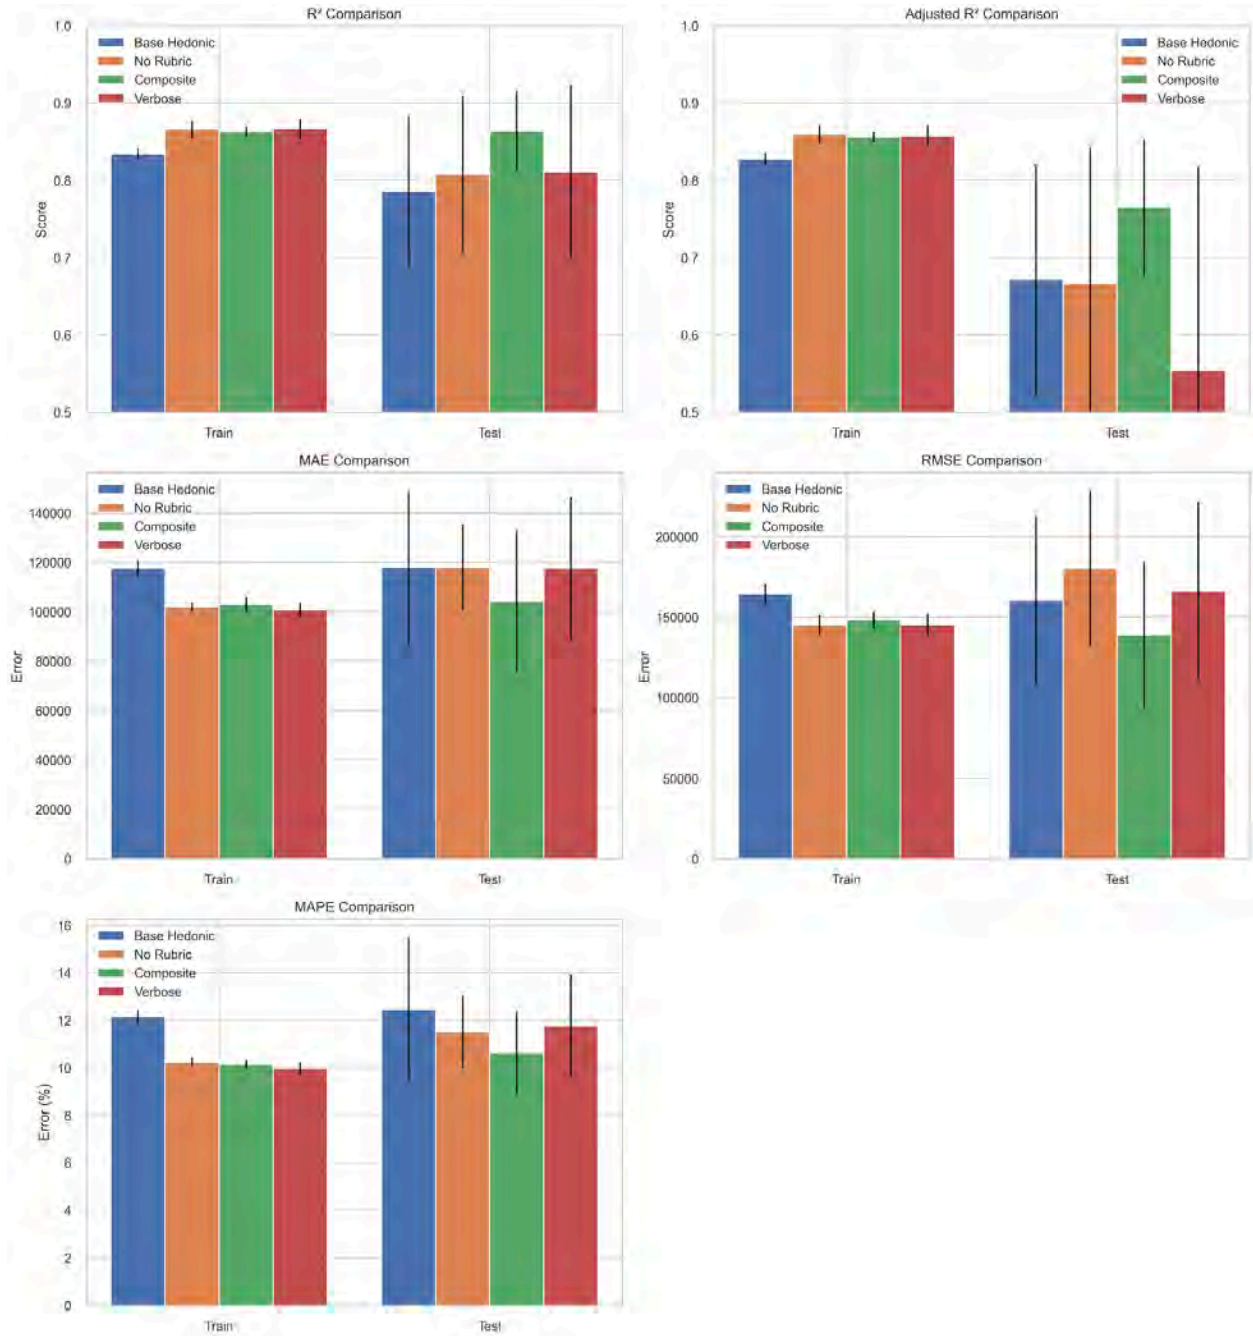 R² Comparison
1.0
0.9
0.8
0.7
0.6
0.5
Score
Base Hedonic
No Rubric
Composite
Verbose
Train
Test
Adjusted R² Comparison
1.0
0.9
0.8
0.7
0.6
0.5
Score
Base Hedonic
No Rubric
Composite
Verbose
Train
Test
MAE Comparison
140000
120000
100000
80000
60000
40000
20000
0
Error
Base Hedonic
No Rubric
Composite
Verbose
Train
Test
RMSE Comparison
200000
150000
100000
50000
0
Error
Base Hedonic
No Rubric
Composite
Verbose
Train
Test
MAPE Comparison
16
14
12
10
8
6
4
2
0
Error (%)
Base Hedonic
No Rubric
Composite
Verbose
Train
Test